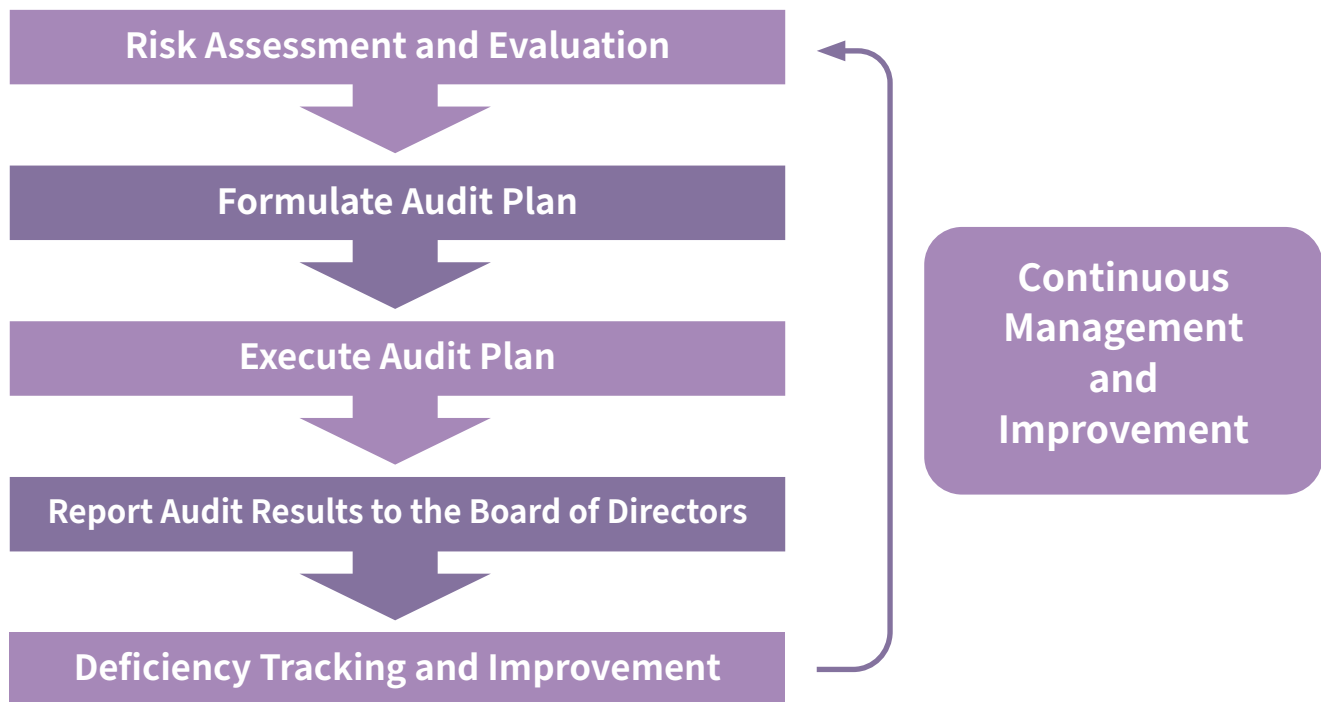 Risk Assessment and Evaluation
Formulate Audit Plan
Execute Audit Plan
Report Audit Results to the Board of Directors
Deficiency Tracking and Improvement
Continuous
Management
and
Improvement